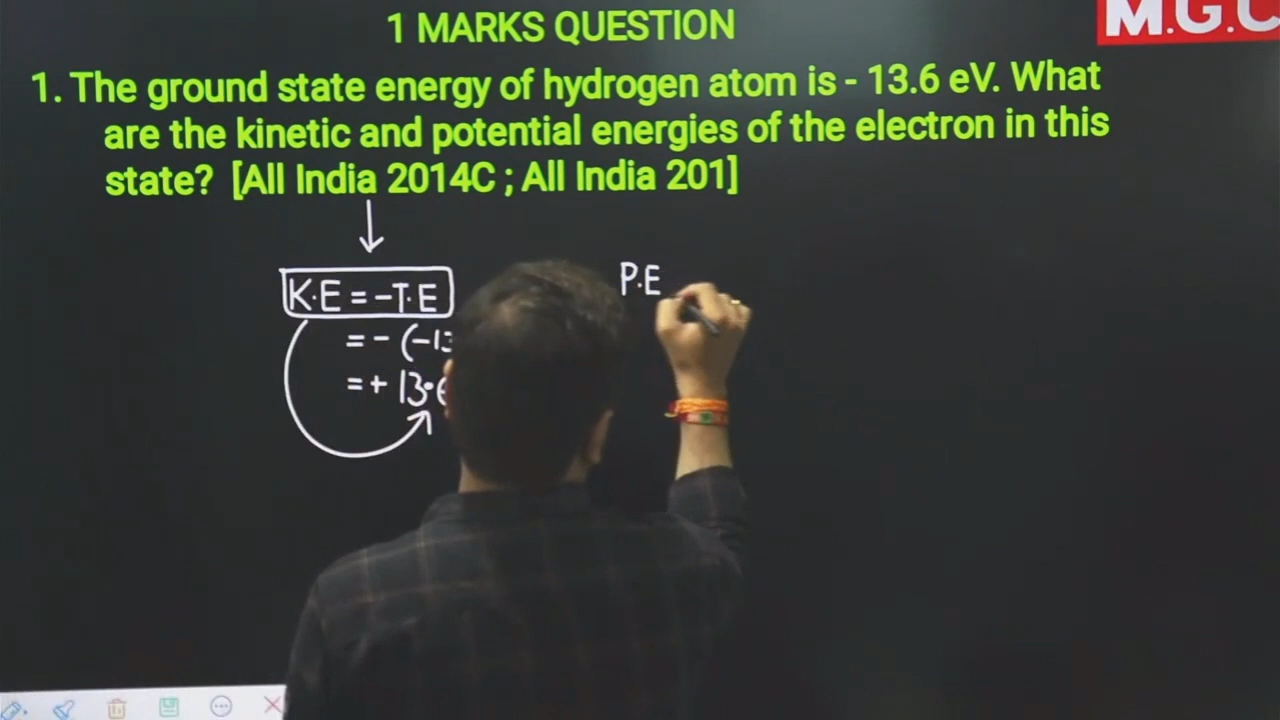 1 MARKS QUESTION
M.G.C
1. The ground state energy of hydrogen atom is - 13.6 eV. What
are the kinetic and potential energies of the electron in this
state? [All India 2014C ; All India 201]
K.E = -T.E
P.E
= - (-13
= + 13.6